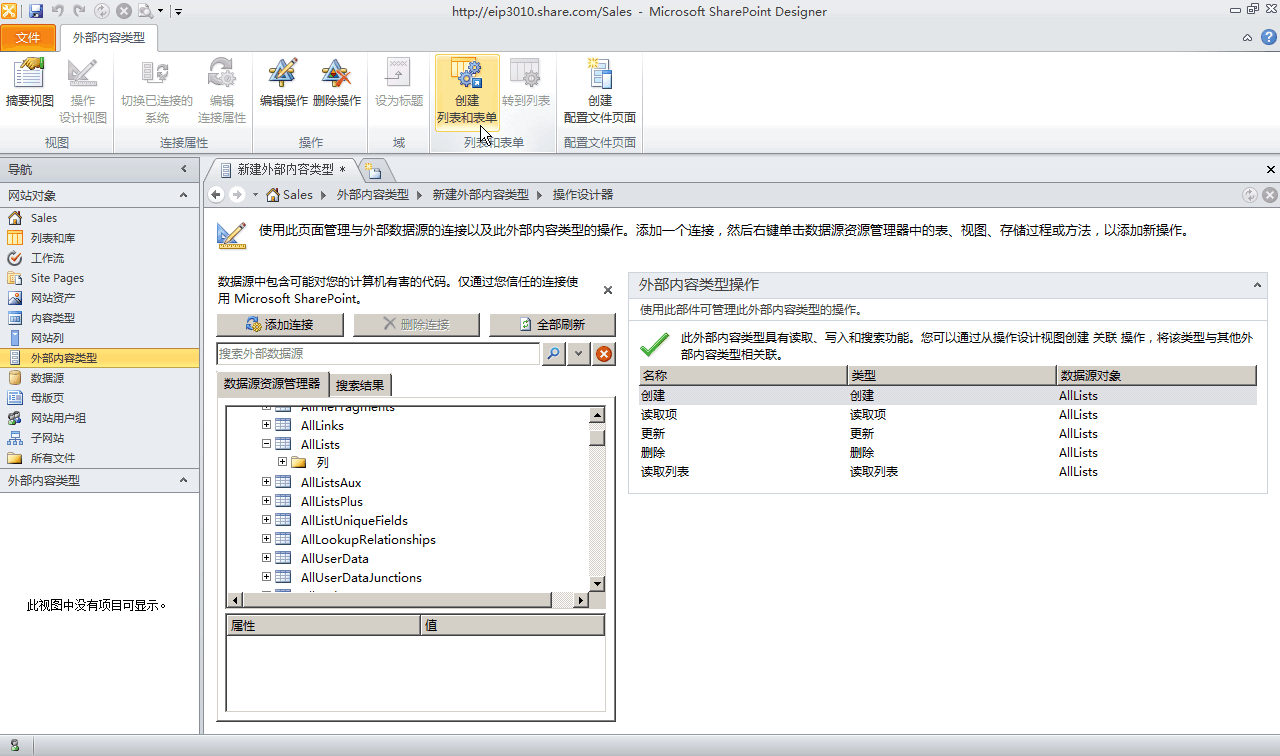 http://eip3010.share.com/Sales - Microsoft SharePoint Designer
文件
外部内容类型
摘要视图
操作
设计视图
视图
切换已连接的
系统
编辑
连接属性
连接属性
编辑操作
删除操作
操作
设为标题
域
创建
列表和表单
转到列表
列表和表单
创建
配置文件页面
配置文件页面
导航
网站对象
Sales
列表和库
工作流
Site Pages
网站资产
内容类型
网站列
外部内容类型
数据源
母版页
网站用户组
子网站
所有文件
外部内容类型
此视图中没有项目可显示。
新建外部内容类型 *
Sales
外部内容类型
新建外部内容类型
操作设计器
使用此页面管理与外部数据源的连接以及此外部内容类型的操作。添加一个连接，然后右键单击数据源资源管理器中的表、视图、存储过程或方法，以添加新操作。
数据源中包含可能对您的计算机有害的代码。仅通过您信任的连接使
用 Microsoft SharePoint。
添加连接
删除连接
全部刷新
搜索外部数据源
数据源资源管理器
搜索结果
AllFileFragments
AllLinks
AllLists
列
AllListsAux
AllListsPlus
AllListUniqueFields
AllLookupRelationships
AllUserData
AllUserDataJunctions
属性
值
外部内容类型操作
使用此部件可管理此外部内容类型的操作。
此外部内容类型具有读取、写入和搜索功能。您可以通过从操作设计视图创建 关联 操作，将该类型与其他外
部内容类型相关联。
名称 类型 数据源对象
创建 创建 AllLists
读取项 读取项 AllLists
更新 更新 AllLists
删除 删除 AllLists
读取列表 读取列表 AllLists